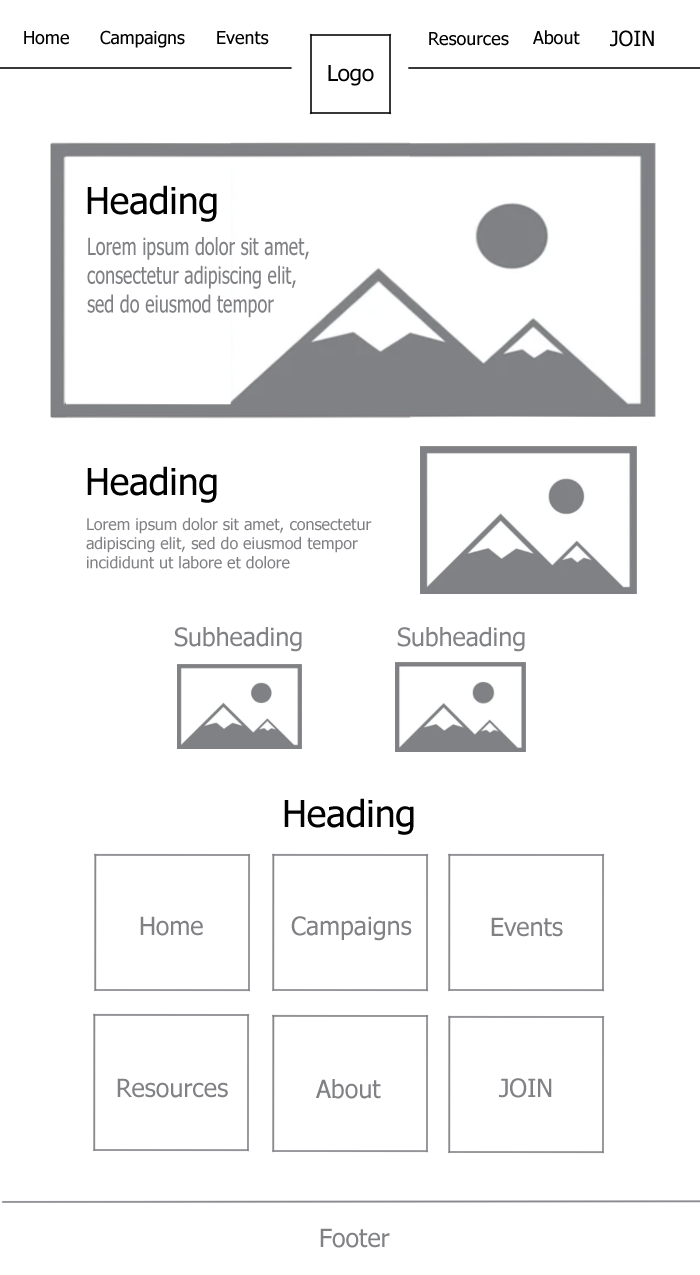 Home Campaigns Events Logo Resources About JOIN
Heading
Lorem ipsum dolor sit amet,
consectetur adipiscing elit,
sed do eiusmod tempor
Heading
Lorem ipsum dolor sit amet, consectetur
adipiscing elit, sed do eiusmod tempor
incididunt ut labore et dolore
Subheading Subheading
Heading
Home Campaigns Events
Resources About JOIN
Footer